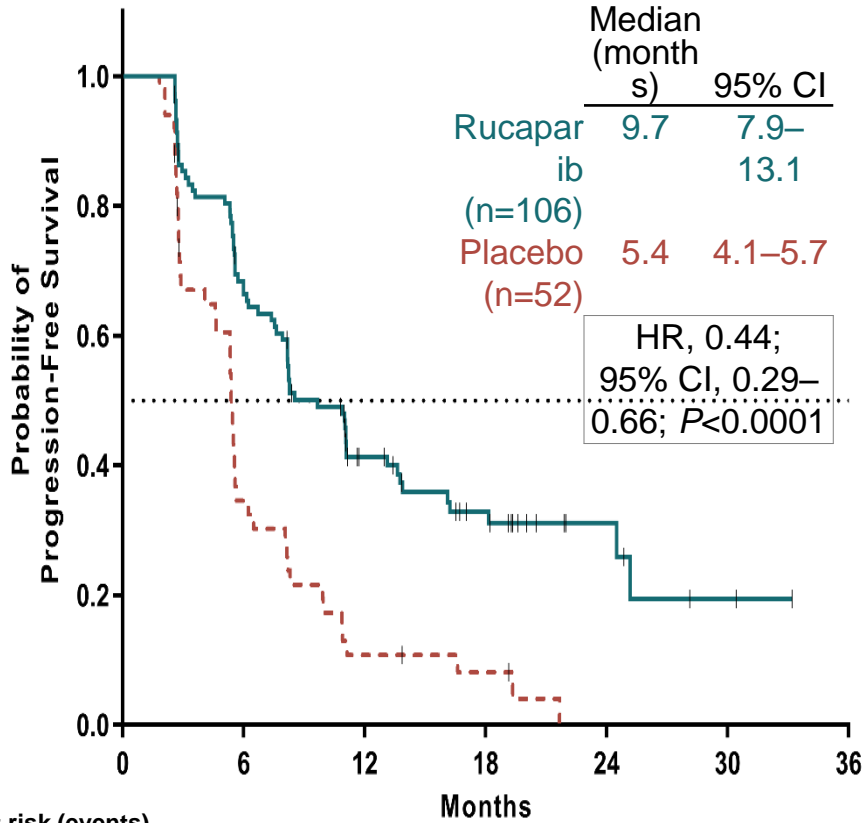 Median
(month
s) 95% CI
Rucapar 9.7 7.9–
ib 13.1
(n=106)
Placebo 5.4 4.1–5.7
(n=52)
HR, 0.44;
95% CI, 0.29–
0.66; P<0.0001
Probability of
Progression-Free Survival
1.0
0.8
0.6
0.4
0.2
0.0
0 6 12 18 24 30 36
Months
risk (events)